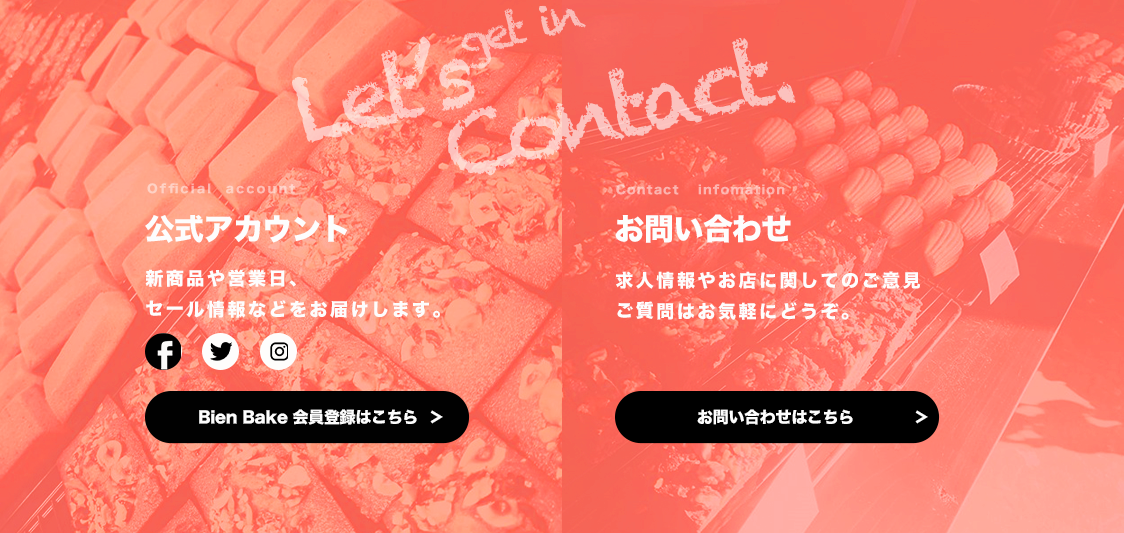 Let's get in
Contact.
Official account
公式アカウント
新商品や営業日、
セール情報などをお届けします。
Bien Bake 会員登録はこちら >
Contact infomation
お問い合わせ
求人情報やお店に関してのご意見
ご質問はお気軽にどうぞ。
お問い合わせはこちら >